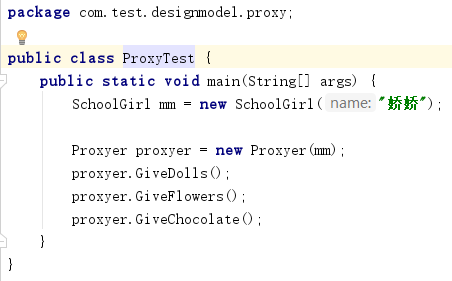 package com.test.designmodel.proxy;
public class ProxyTest {
public static void main(String[] args) {
SchoolGirl mm = new SchoolGirl( name: "娇娇");
Proxyer proxyer = new Proxyer(mm);
proxyer.GiveDolls();
proxyer.GiveFlowers();
proxyer.GiveChocolate();
}
}